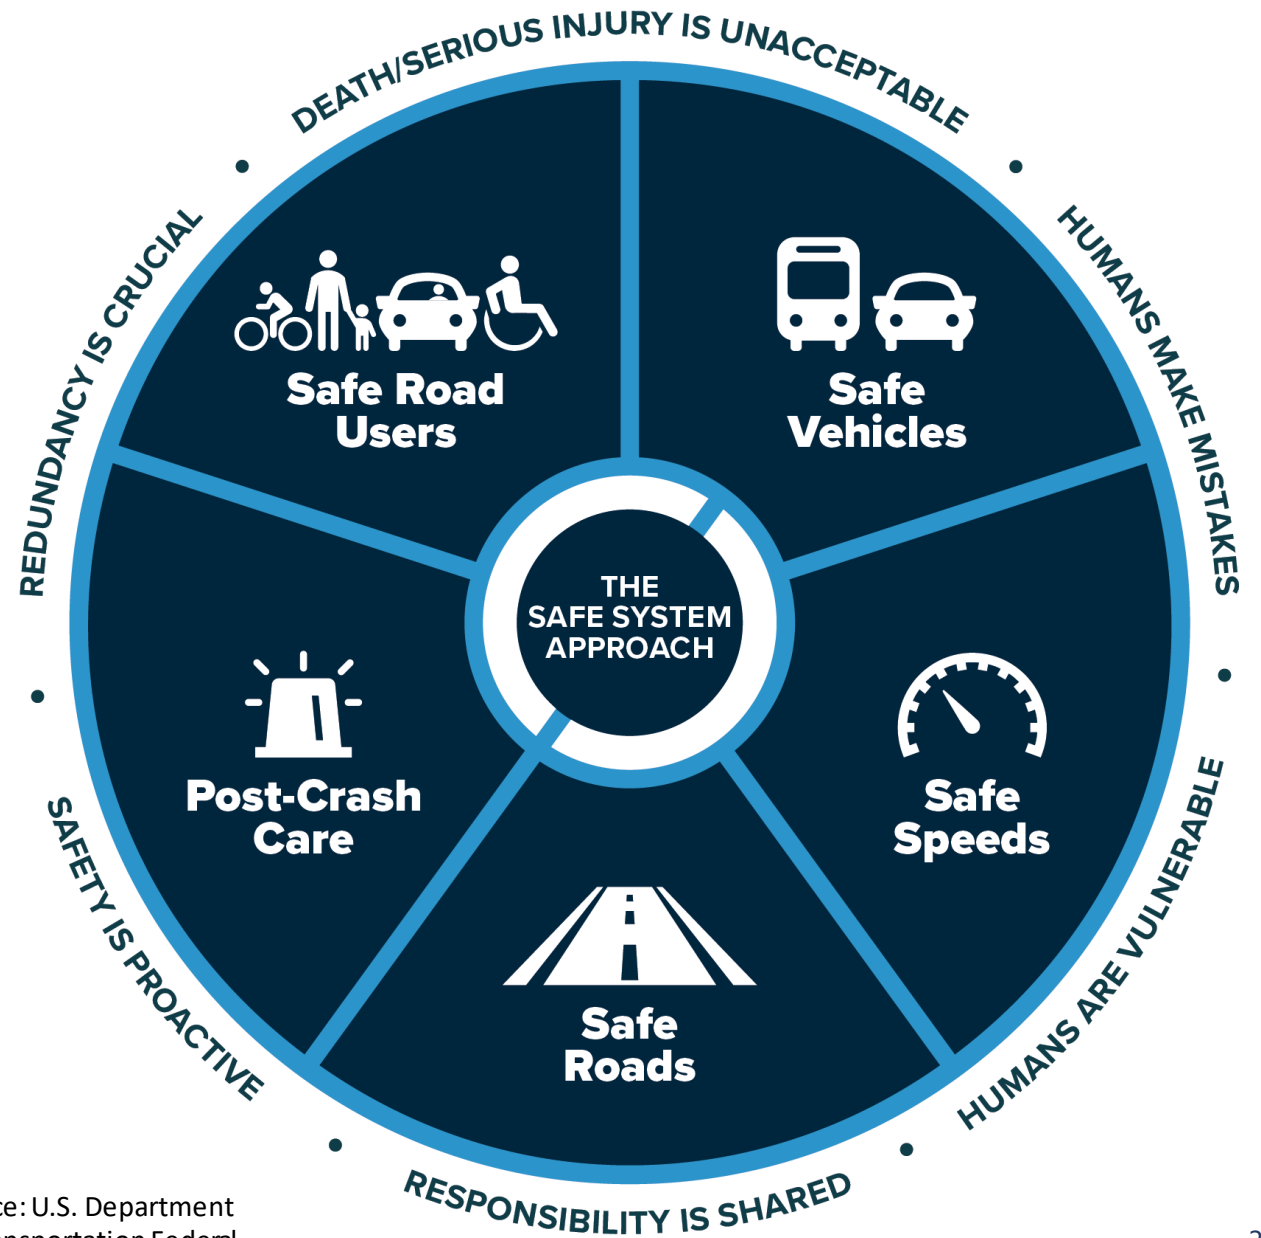 DEATH/SERIOUS INJURY IS UNACCEPTABLE
HUMANS MAKE MISTAKES
HUMANS ARE VULNERABLE
RESPONSIBILITY IS SHARED
SAFETY IS PROACTIVE
REDUNDANCY IS CRUCIAL
Safe Road
Users
Safe
Vehicles
THE
SAFE SYSTEM
APPROACH
Post-Crash
Care
Safe
Speeds
Safe
Roads
U.S. Department